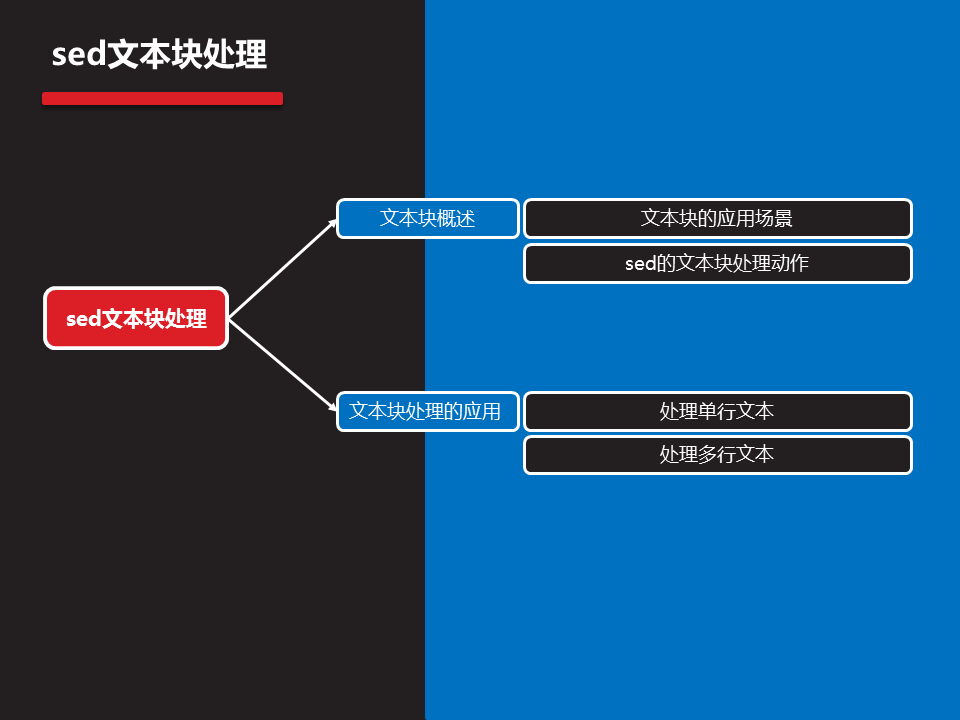 sed文本块处理
文本块概述
文本块的应用场景
sed的文本块处理动作
sed文本块处理
文本块处理的应用
处理单行文本
处理多行文本